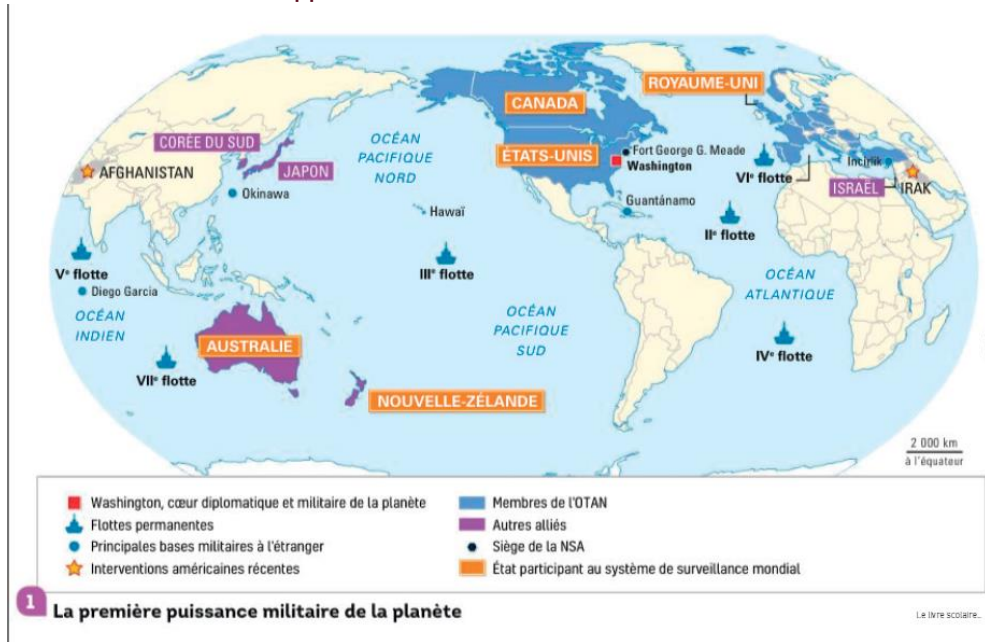 ROYAUME-UNI
CANADA
CORÉE DU SUD
OCÉAN
PACIFIQUE
NORD
ÉTATS-UNIS
Fort George G. Meade
Washington
AFGHANISTAN
JAPON
VIᵉ flotte
Incirlik
ISRAËL
IRAK
Okinawa
Hawaï
Guantánamo
IIᵉ flotte
Vᵉ flotte
IIIᵉ flotte
Diego Garcia
OCÉAN
INDIEN
OCÉAN
ATLANTIQUE
OCÉAN
PACIFIQUE
SUD
AUSTRALIE
VIIᵉ flotte
IVᵉ flotte
NOUVELLE-ZÉLANDE
2 000 km
à l'équateur
Washington, cœur diplomatique et militaire de la planète
Flottes permanentes
Principales bases militaires à l'étranger
Interventions américaines récentes
Membres de l'OTAN
Autres alliés
Siège de la NSA
État participant au système de surveillance mondial
1 La première puissance militaire de la planète
Le livre scolaire..